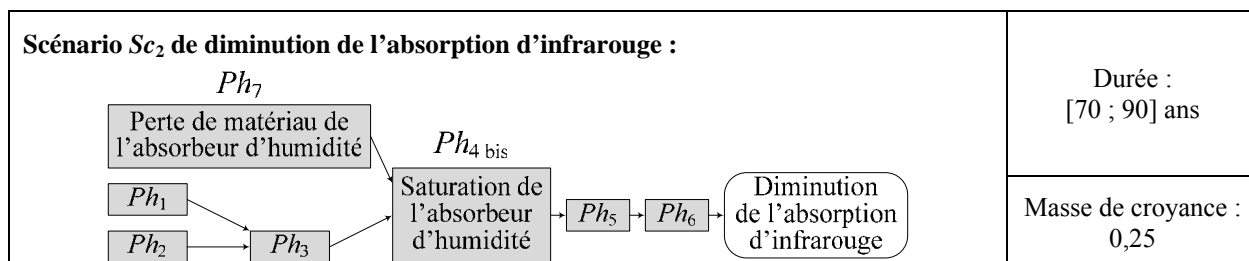 Scénario Sc2 de diminution de l'absorption d'infrarouge :
Ph7
Perte de matériau de
l'absorbeur d'humidité
Ph4 bis
Ph1
Ph2
Ph3
Saturation de
l'absorbeur
d'humidité
Ph5
Ph6
Diminution
de l'absorption
d'infrarouge
Durée :
[70 ; 90] ans
Masse de croyance :
0,25